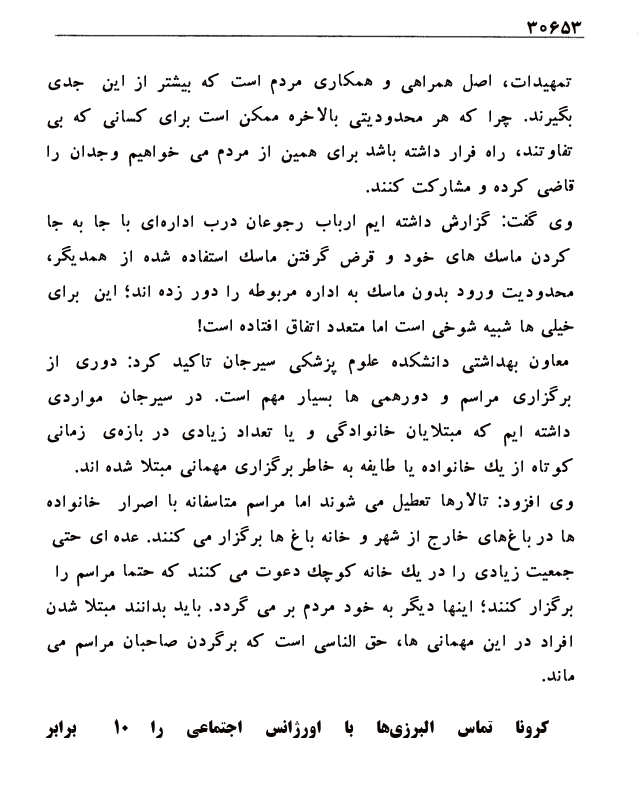 ۳۰۶۵۳
تمهیدات، اصل همراهی و همکاری مردم است که بیشتر از این جدی
بگیرند. چرا که هر محدودیتی بالاخره ممکن است برای کسانی که بی
تفاوتند، راه فرار داشته باشد برای همین از مردم می خواهیم وجدان را
قاضی کرده و مشارکت کنند.
وی گفت: گزارش داشته ایم ارباب رجوعان درب اداره‌ای با جا به جا
کردن ماسك های خود و قرض گرفتن ماسك استفاده شده از همدیگر،
محدودیت ورود بدون ماسك به اداره مربوطه را دور زده اند؛ این برای
خیلی ها شبیه شوخی است اما متعدد اتفاق افتاده است!
معاون بهداشتی دانشکده علوم پزشکی سیرجان تاکید کرد: دوری از
برگزاری مراسم و دورهمی ها بسیار مهم است. در سیرجان مواردی
داشته ایم که مبتلایان خانوادگی و یا تعداد زیادی در بازه‌ی زمانی
کوتاه از یك خانواده یا طایفه به خاطر برگزاری مهمانی مبتلا شده اند.
وی افزود: تالارها تعطیل می شوند اما مراسم متاسفانه با اصرار خانواده
ها در باغ‌های خارج از شهر و خانه باغ ها برگزار می کنند. عده ای حتی
جمعیت زیادی را در یك خانه کوچك دعوت می کنند که حتما مراسم را
برگزار کنند؛ اینها دیگر به خود مردم بر می گردد. باید بدانند مبتلا شدن
افراد در این مهمانی ها، حق الناسی است که برگردن صاحبان مراسم می
ماند.
کرونا تماس البرزی‌ها با اورژانس اجتماعی را ۱۰ برابر